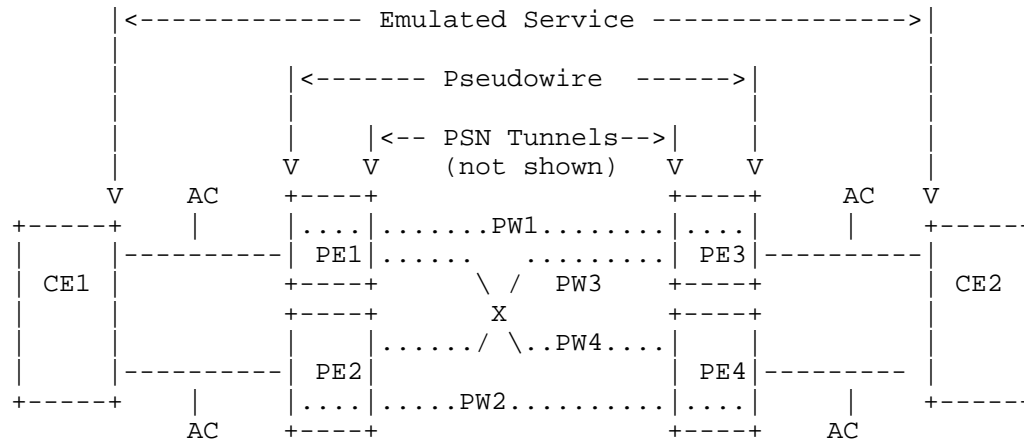 |<-------------- Emulated Service ---------------->|
|<------- Pseudowire ------>|
|<-- PSN Tunnels-->|
V V (not shown) V V
V AC +----+ +----+ AC V
+-----+ | |....|.......PW1........|....| | +------
| |----------| PE1|...... .........| PE3|----------| |
| CE1 | +----+ \ / PW3 +----+ | CE2
| | +----+ X +----+ |
| | | |....../ \..PW4....| | |
| |----------| PE2| | PE4|--------- |
+-----+ | |....|.....PW2..........|....| | +------
AC +----+ +----+ AC